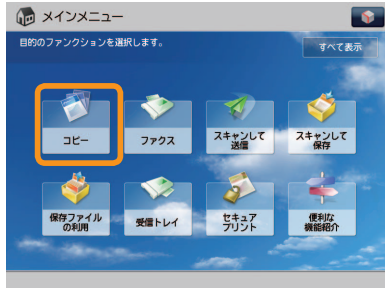 メインメニュー
目的のファンクションを選択します。
すべて表示
コピー
ファクス
スキャンして
送信
スキャンして
保存
保存ファイル
の利用
受信トレイ
セキュア
プリント
便利な
機能紹介